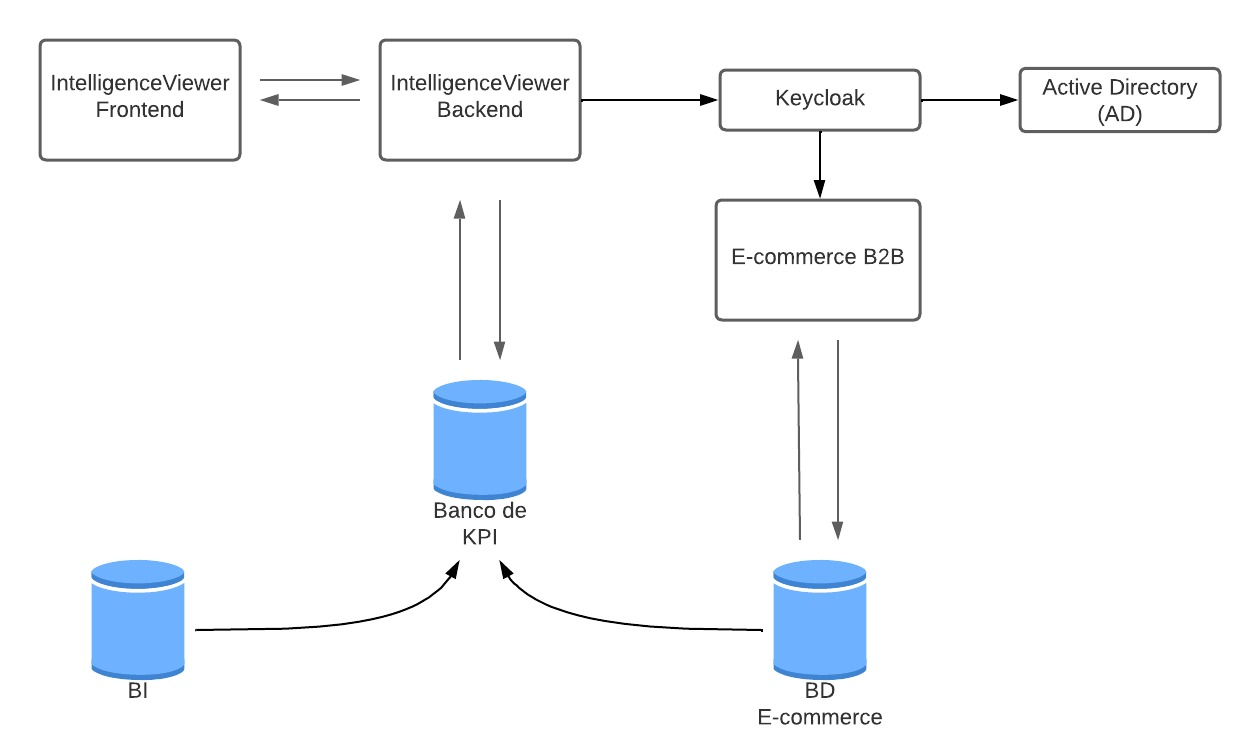 IntelligenceViewer
Frontend
IntelligenceViewer
Backend
Keycloak
Active Directory
(AD)
E-commerce B2B
Banco de
KPI
BI
BD
E-commerce